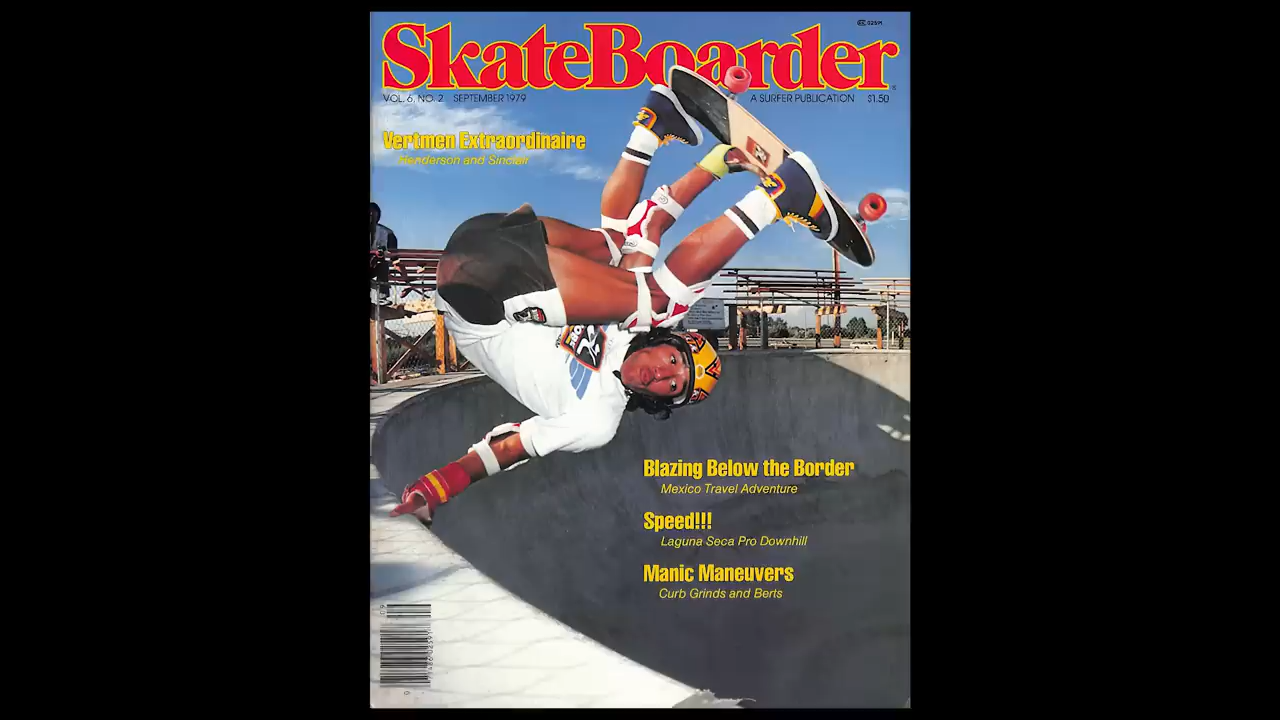 SkateBoarder
VOL. 6, NO. 2 SEPTEMBER 1979
A SURFER PUBLICATION $1.50
Vertmen Extraordinaire
Henderson and Sinclair
Blazing Below the Border
Mexico Travel Adventure
Speed!!!
Laguna Seca Pro Downhill
Manic Maneuvers
Curb Grinds and Berts